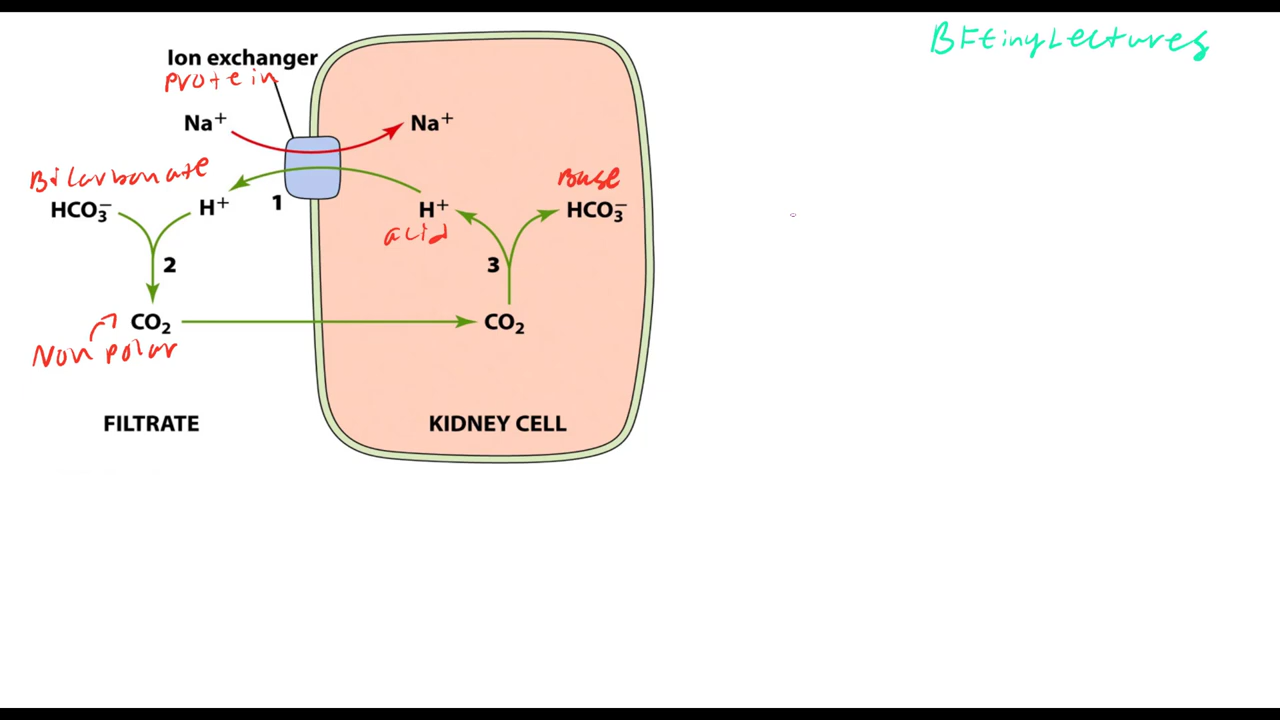 BFtinyLectures
Ion exchanger
protein
Na⁺ Na⁺
Bicarbonate Base
HCO₃⁻ H⁺ 1 H⁺ HCO₃⁻
acid
2 3
CO₂ CO₂
Non polar
FILTRATE KIDNEY CELL